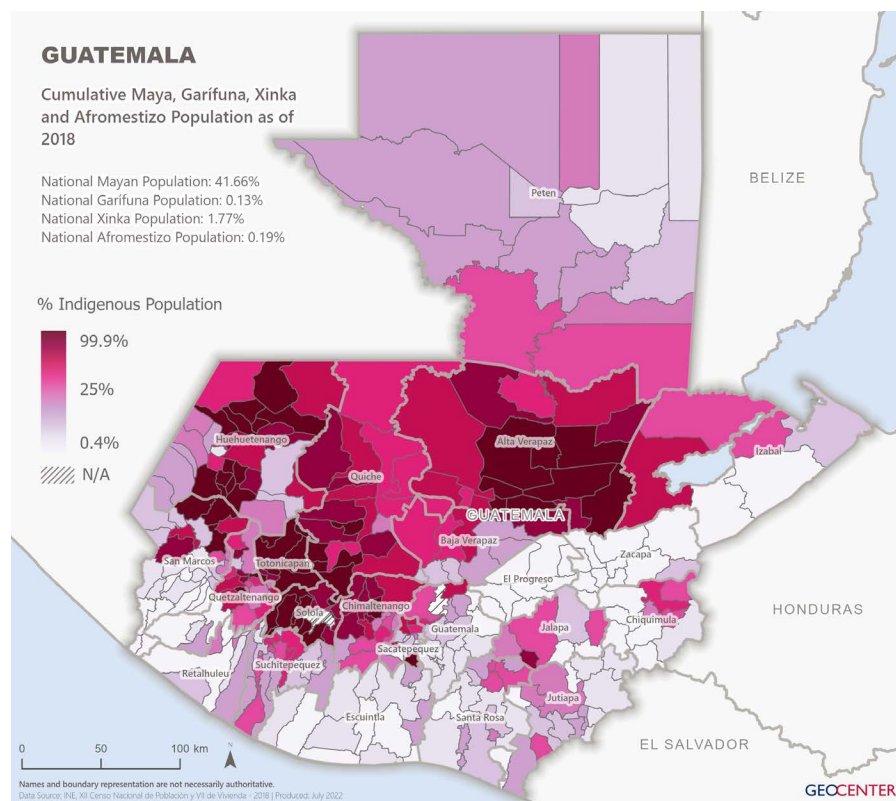 GUATEMALA
Cumulative Maya, Garífuna, Xinka
and Afromestizo Population as of
2018
National Mayan Population: 41.66%
National Garífuna Population: 0.13%
National Xinka Population: 1.77%
National Afromestizo Population: 0.19%
% Indigenous Population
99.9%
25%
0.4%
N/A
Peten
BELIZE
Huehuetenango
Alta Verapaz
Izabal
Quiche
GUATEMALA
Baja Verapaz
Zacapa
San Marcos
Totonicapan
El Progreso
Quetzaltenango
Solola
Chimaltenango
HONDURAS
Guatemala
Jalapa
Chiquimula
Sacatepequez
Retalhuleu
Suchitepequez
Jutiapa
Escuintla
Santa Rosa
EL SALVADOR
0 50 100 km
N
Names and boundary representation are not necessarily authoritative.
Data Source: INE, XII Censo Nacional de Población y VII de Vivienda - 2018 | Produced: July 2022
GEOCENTER